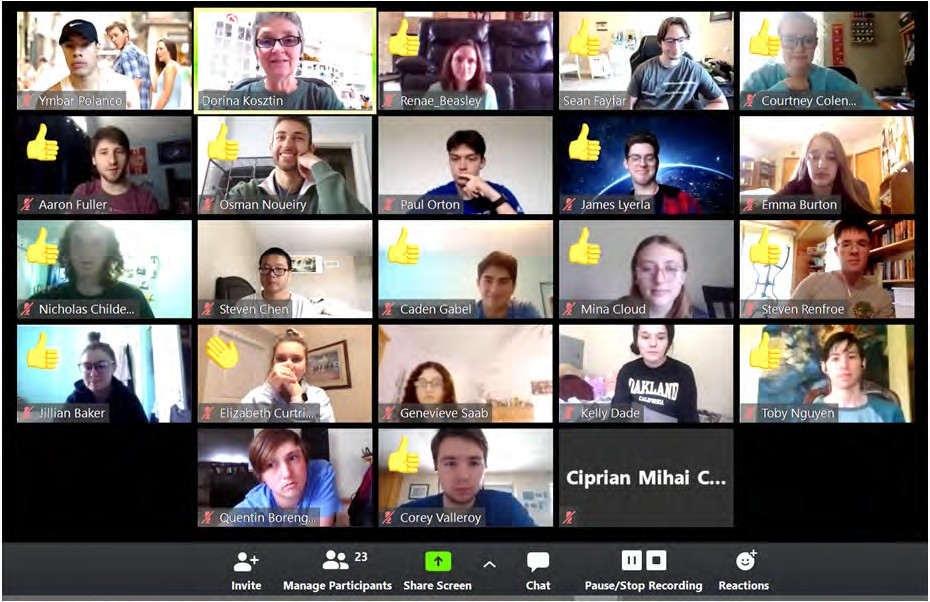 Ymbar Polanco
Dorina Kosztin
Renae_Beasley
Sean Fayfar
Courtney Colen...
Aaron Fuller
Osman Noueiry
Paul Orton
James Lyerla
Emma Burton
Nicholas Childe...
Steven Chen
Caden Gabel
Mina Cloud
Steven Renfroe
Jillian Baker
Elizabeth Curtri...
Genevieve Saab
OAKLAND
CALIFORNIA
Kelly Dade
Toby Nguyen
Quentin Boreng...
Corey Valleroy
Ciprian Mihai C...
23
Invite
Manage Participants
Share Screen
Chat
Pause/Stop Recording
Reactions